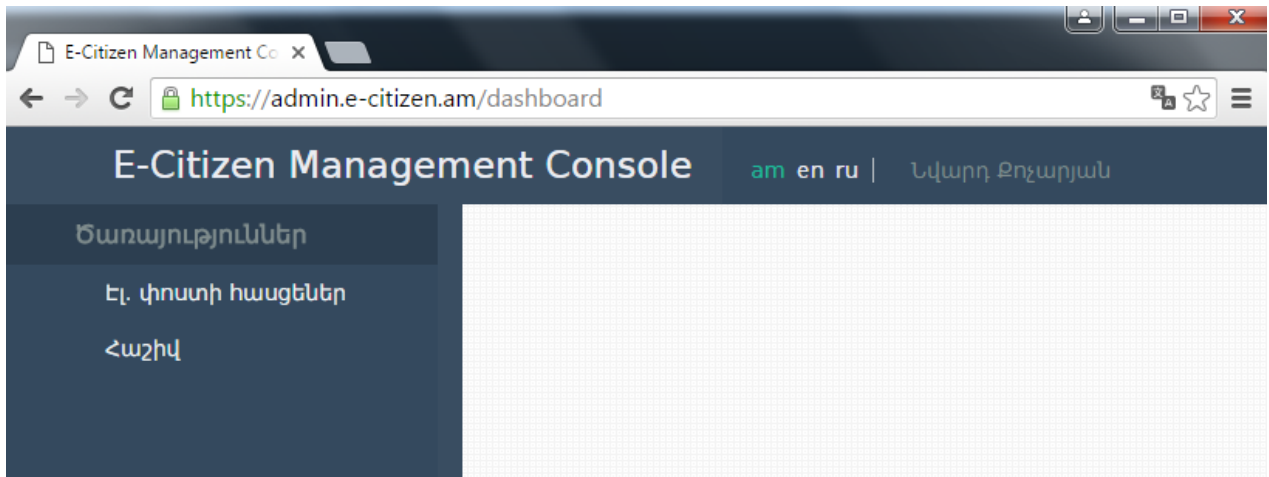 E-Citizen Management Co
https://admin.e-citizen.am/dashboard
E-Citizen Management Console am en ru | Նվարդ Քոչարյան
Ծառայություններ
Էլ. փոստի հասցեներ
Հաշիվ